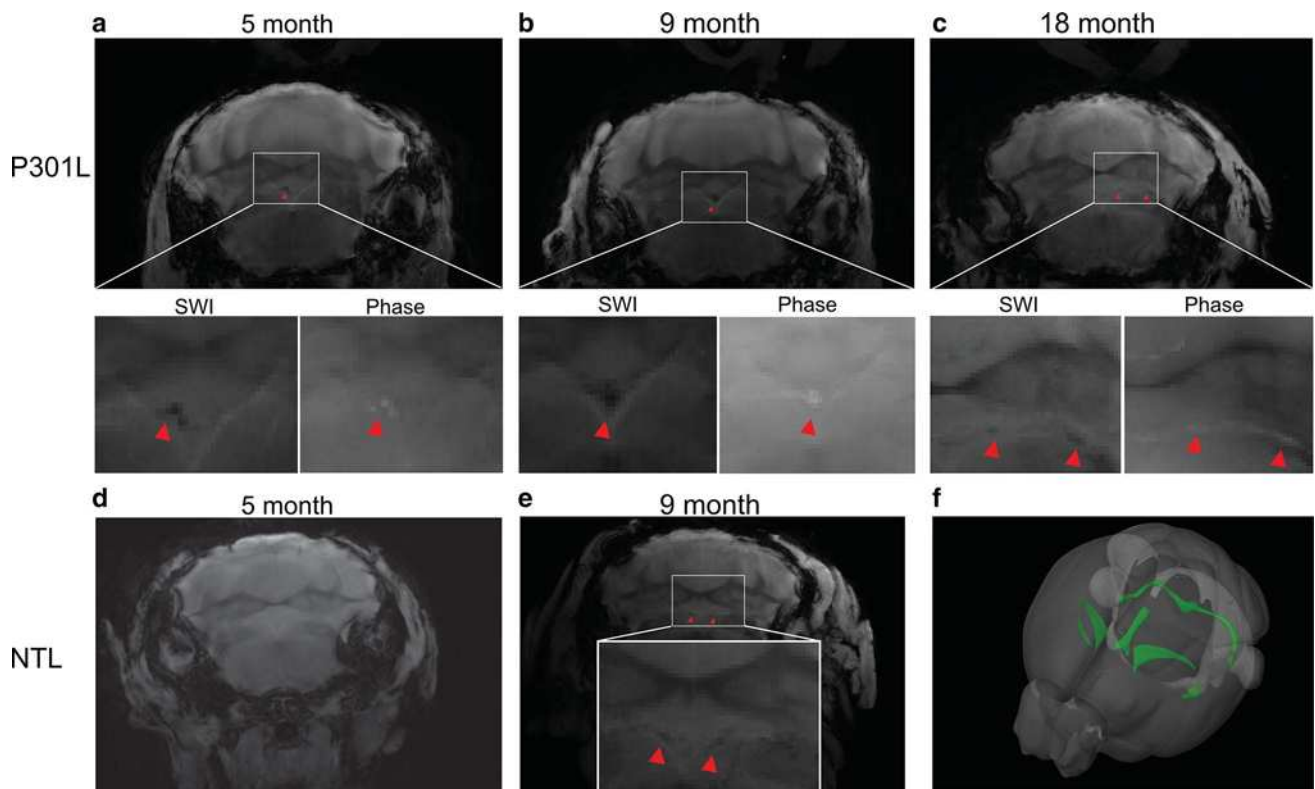 a 5 month
b 9 month
c 18 month
P301L
SWI Phase
SWI Phase
SWI Phase
d 5 month
e 9 month
f
NTL